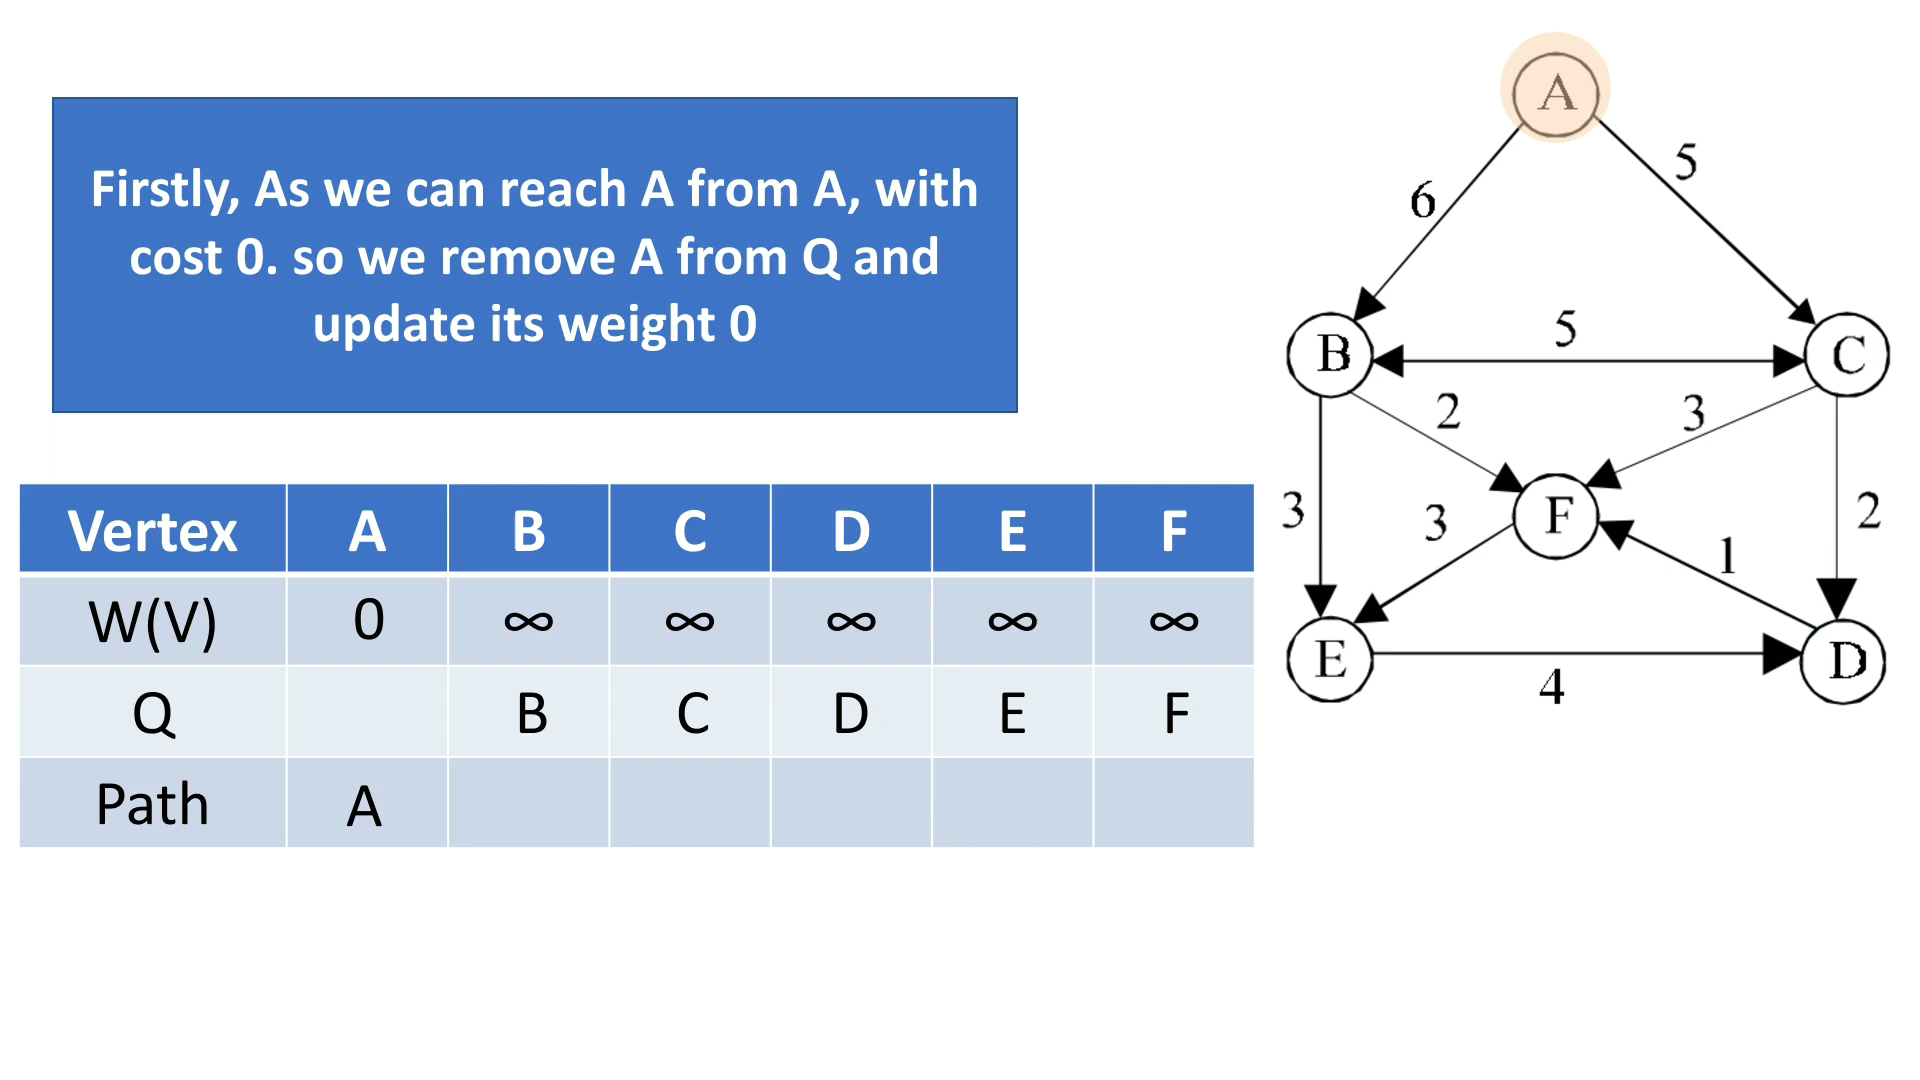 Firstly, As we can reach A from A, with
cost 0. so we remove A from Q and
update its weight 0
Vertex A B C D E F
W(V) 0 ∞ ∞ ∞ ∞ ∞
Q B C D E F
Path A
A
6 5
B 5 C
2 3
3 3 F 1 2
E 4 D